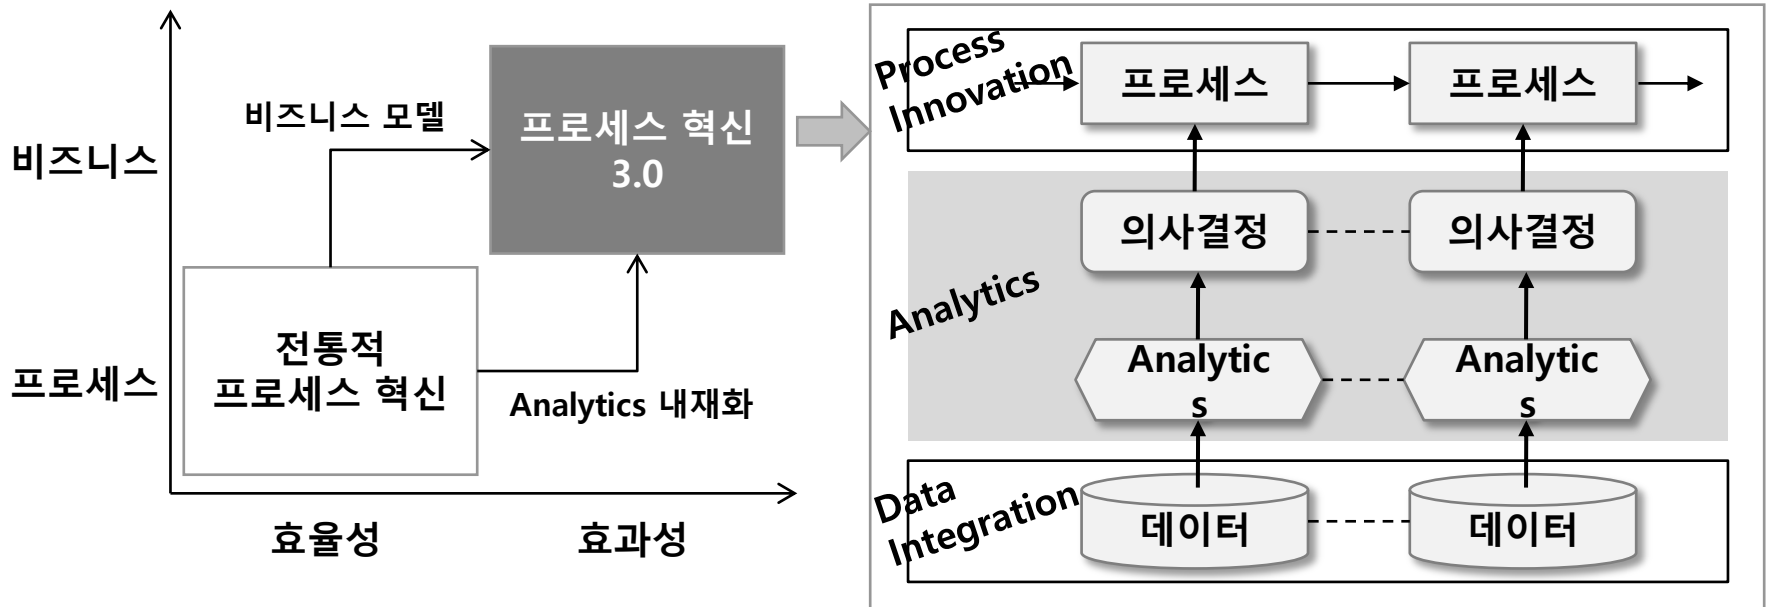 비즈니스
프로세스
효율성
효과성
비즈니스 모델
프로세스 혁신
3.0
전통적
프로세스 혁신
Analytics 내재화
Process
Innovation
프로세스
프로세스
Analytics
의사결정
의사결정
Analytic
s
Analytic
s
Data
Integration
데이터
데이터